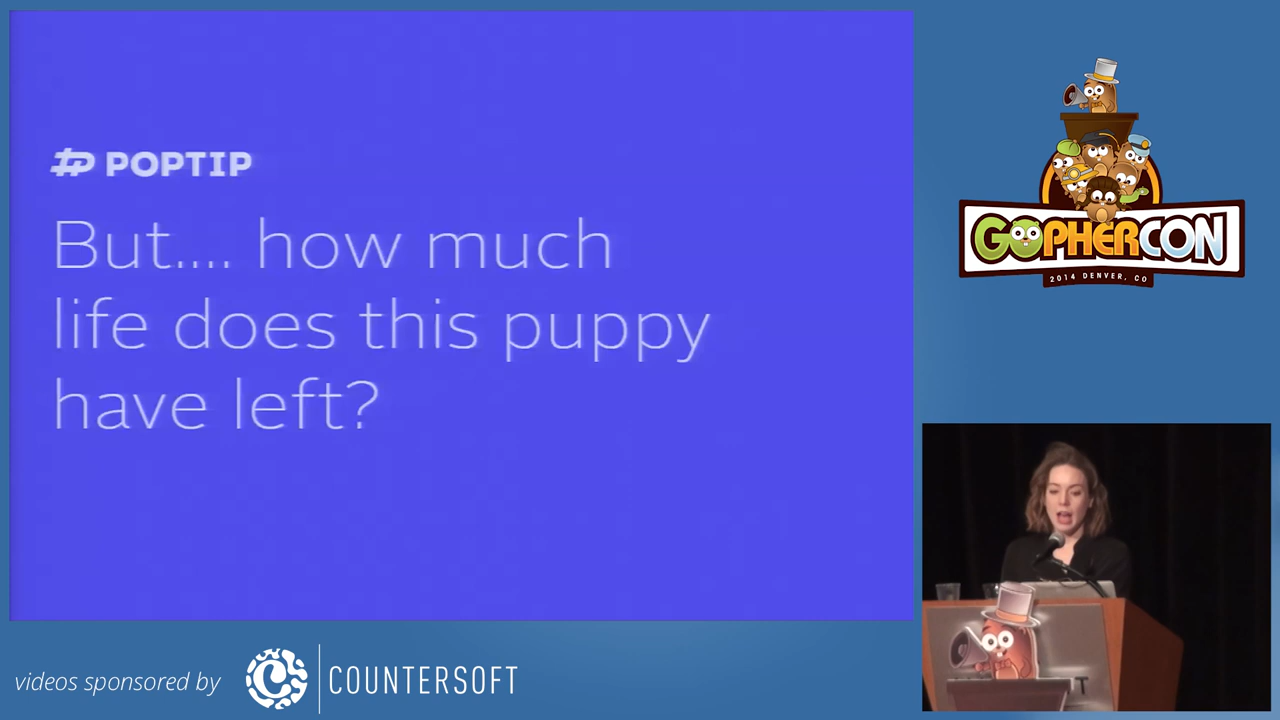 POPTIP
But.... how much
life does this puppy
have left?
GOPHERCON
2014 DENVER, CO
videos sponsored by
COUNTERSOFT